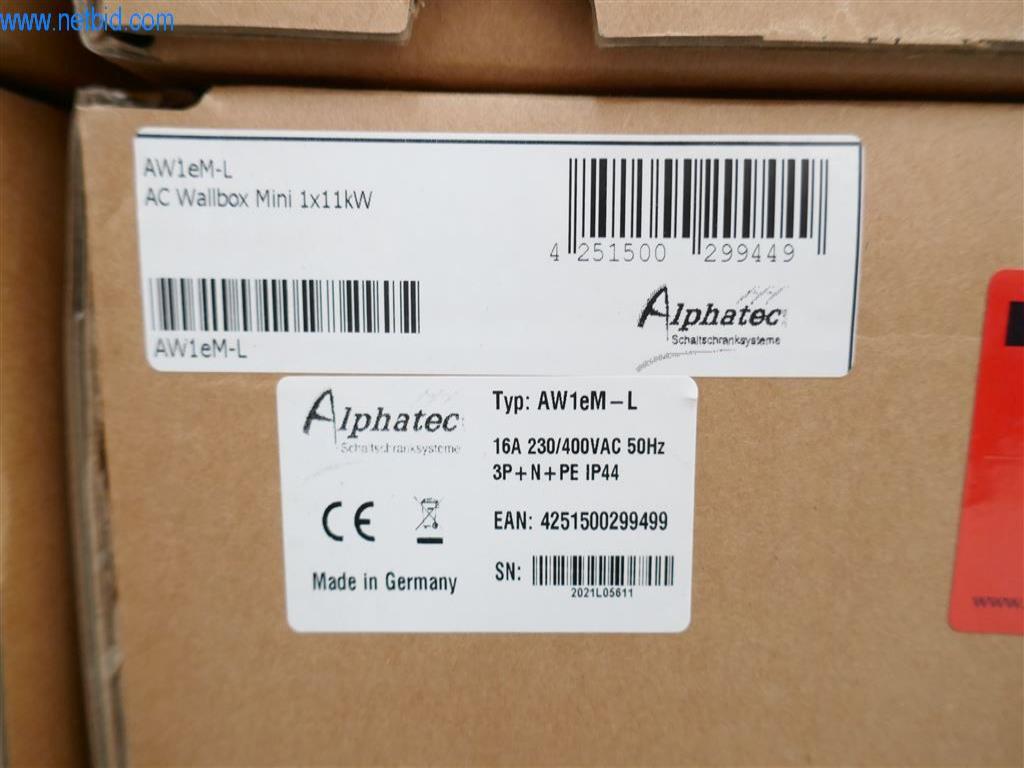 www.netbid.com
AW1eM-L
AC Wallbox Mini 1x11kW
4 251500 299449
AW1eM-L
Alphatec
Schaltschranksysteme
Alphatec
Schaltschranksysteme
Typ: AW1eM-L
16A 230/400VAC 50Hz
3P+N+PE IP44
EAN: 4251500299499
SN:
2021L05611
CE
Made in Germany